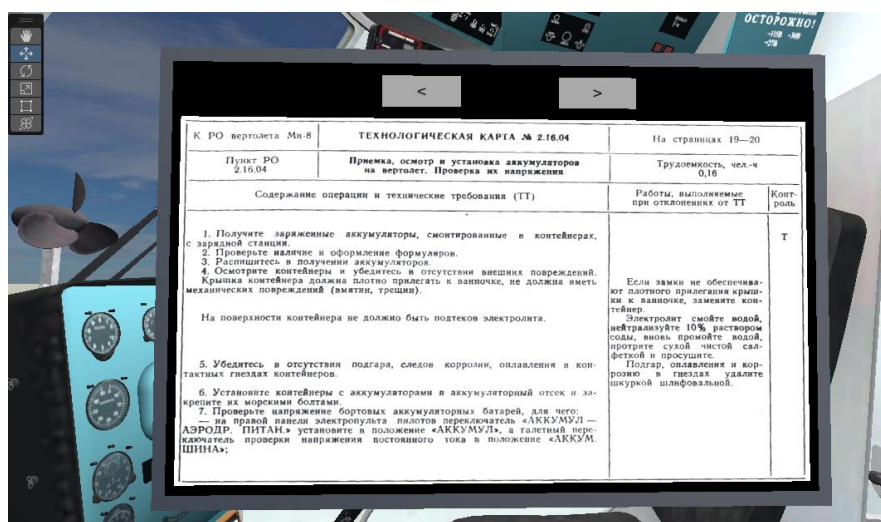 ОСТОРОЖНО!
~115В ~36В
=27В
<
>
К РО вертолета Ми-8
ТЕХНОЛОГИЧЕСКАЯ КАРТА № 2.16.04
На страницах 19—20
Пункт РО
2.16.04
Приемка, осмотр и установка аккумуляторов
на вертолет. Проверка их напряжения
Трудоемкость, чел.-ч
0,16
Содержание операции и технические требования (ТТ)
Работы, выполняемые
при отклонениях от ТТ
Конт-
роль
1. Получите заряженные аккумуляторы, смонтированные в контейнерах,
с зарядной станции.
2. Проверьте наличие и оформление формуляров.
3. Распишитесь в получении аккумуляторов.
4. Осмотрите контейнеры и убедитесь в отсутствии внешних повреждений.
Крышка контейнера должна плотно прилегать к ванночке, не должна иметь
механических повреждений (вмятин, трещин).
На поверхности контейнера не должно быть подтеков электролита.
5. Убедитесь в отсутствии подгара, следов коррозии, оплавления в кон-
тактных гнездах контейнеров.
6. Установите контейнеры с аккумуляторами в аккумуляторный отсек и за-
крепите их морскими болтами.
7. Проверьте напряжение бортовых аккумуляторных батарей, для чего:
— на правой панели электропульта пилотов переключатель «АККУМУЛ —
АЭРОДР. ПИТАН.» установите в положение «АККУМУЛ», а галетный пере-
ключатель проверки напряжения постоянного тока в положение «АККУМ.
ШИНА»;
Если замки не обеспечива-
ют плотного прилегания крыш-
ки к ванночке, замените кон-
тейнер.
Электролит смойте водой,
нейтрализуйте 10% раствором
соды, вновь промойте водой,
протрите сухой чистой сал-
феткой и просушите.
Подгар, оплавления и кор-
розию в гнездах удалите
шкуркой шлифовальной.
Т